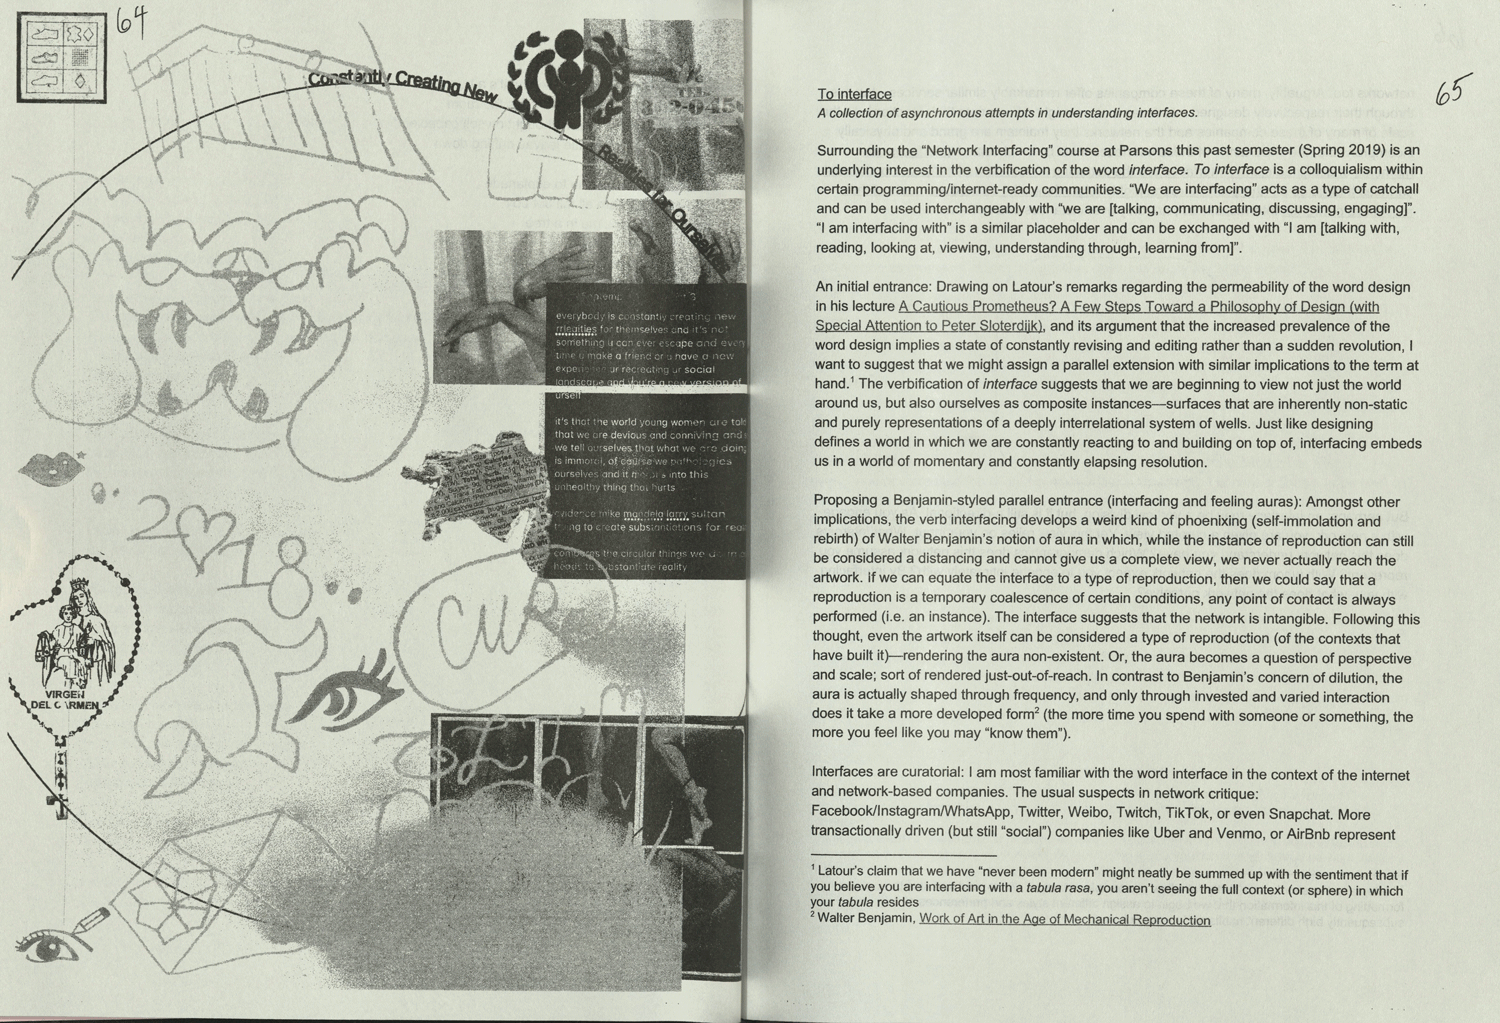 64
Constantly Creating New
Realities for Ourselves
TEL.
everybody is constantly creating new
rrleqities for themselves and it's not
something u can ever escape and every
time u make a friend or u have a new
ur recreating ur social
landscape and you're a new version of
urself
it's that the world young women are
that we are devious and conniving and
we tell ourselves that what we are doing
is immoral, of course we pathologies
ourselves and it into this
unhealthy thing that hurts
mike mandela larry sultan
to create substantiations for
the circular things we
heads to substantiate reality
2018
VIRGEN
DEL CARMEN
65
To interface
A collection of asynchronous attempts in understanding interfaces.
Surrounding the “Network Interfacing” course at Parsons this past semester (Spring 2019) is an
underlying interest in the verbification of the word interface. To interface is a colloquialism within
certain programming/internet-ready communities. “We are interfacing” acts as a type of catchall
and can be used interchangeably with “we are [talking, communicating, discussing, engaging]”.
“I am interfacing with” is a similar placeholder and can be exchanged with “I am [talking with,
reading, looking at, viewing, understanding through, learning from]”.
An initial entrance: Drawing on Latour’s remarks regarding the permeability of the word design
in his lecture A Cautious Prometheus? A Few Steps Toward a Philosophy of Design (with
Special Attention to Peter Sloterdijk), and its argument that the increased prevalence of the
word design implies a state of constantly revising and editing rather than a sudden revolution, I
want to suggest that we might assign a parallel extension with similar implications to the term at
hand.¹ The verbification of interface suggests that we are beginning to view not just the world
around us, but also ourselves as composite instances—surfaces that are inherently non-static
and purely representations of a deeply interrelational system of wells. Just like designing
defines a world in which we are constantly reacting to and building on top of, interfacing embeds
us in a world of momentary and constantly elapsing resolution.
Proposing a Benjamin-styled parallel entrance (interfacing and feeling auras): Amongst other
implications, the verb interfacing develops a weird kind of phoenixing (self-immolation and
rebirth) of Walter Benjamin’s notion of aura in which, while the instance of reproduction can still
be considered a distancing and cannot give us a complete view, we never actually reach the
artwork. If we can equate the interface to a type of reproduction, then we could say that a
reproduction is a temporary coalescence of certain conditions, any point of contact is always
performed (i.e. an instance). The interface suggests that the network is intangible. Following this
thought, even the artwork itself can be considered a type of reproduction (of the contexts that
have built it)—rendering the aura non-existent. Or, the aura becomes a question of perspective
and scale; sort of rendered just-out-of-reach. In contrast to Benjamin’s concern of dilution, the
aura is actually shaped through frequency, and only through invested and varied interaction
does it take a more developed form² (the more time you spend with someone or something, the
more you feel like you may “know them”).
Interfaces are curatorial: I am most familiar with the word interface in the context of the internet
and network-based companies. The usual suspects in network critique:
Facebook/Instagram/WhatsApp, Twitter, Weibo, Twitch, TikTok, or even Snapchat. More
transactionally driven (but still “social”) companies like Uber and Venmo, or AirBnb represent
¹ Latour’s claim that we have “never been modern” might neatly be summed up with the sentiment that if
you believe you are interfacing with a tabula rasa, you aren’t seeing the full context (or sphere) in which
your tabula resides
² Walter Benjamin, Work of Art in the Age of Mechanical Reproduction